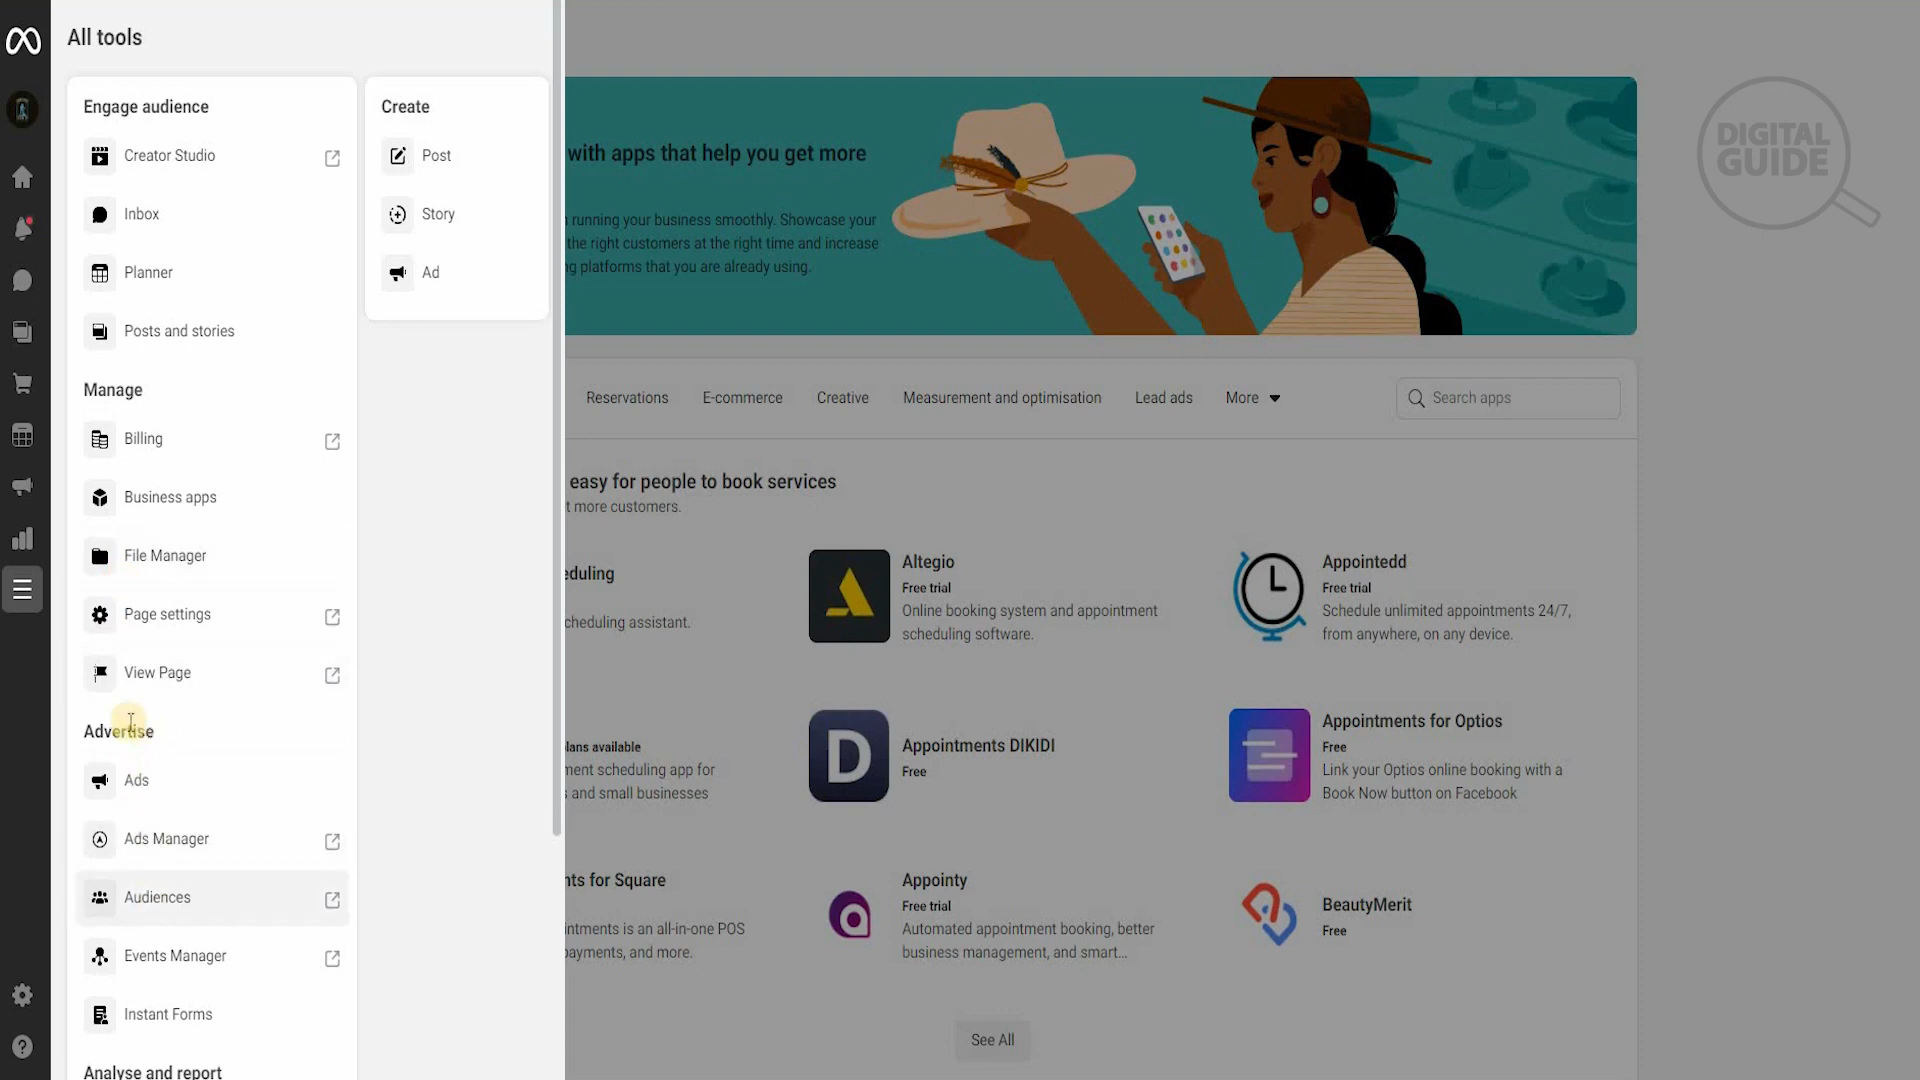 All tools
Engage audience
Creator Studio
Inbox
Planner
Posts and stories
Manage
Billing
Business apps
File Manager
Page settings
View Page
Advertise
Ads
Ads Manager
Audiences
Events Manager
Instant Forms
Analyse and report
Create
Post
Story
Ad
with apps that help you get more
running your business smoothly. Showcase your
the right customers at the right time and increase
platforms that you are already using.
DIGITAL
GUIDE
Reservations
E-commerce
Creative
Measurement and optimisation
Lead ads
More
Search apps
easy for people to book services
more customers.
cheduling assistant.
Altegio
Free trial
Online booking system and appointment
scheduling software.
Appointedd
Free trial
Schedule unlimited appointments 24/7,
from anywhere, on any device.
available
scheduling app for
and small businesses
Appointments DIKIDI
Free
D
Appointments for Optios
Free
Link your Optios online booking with a
Book Now button on Facebook
for Square
is an all-in-one POS
payments, and more.
Appointy
Free trial
Automated appointment booking, better
business management, and smart...
BeautyMerit
Free
See All